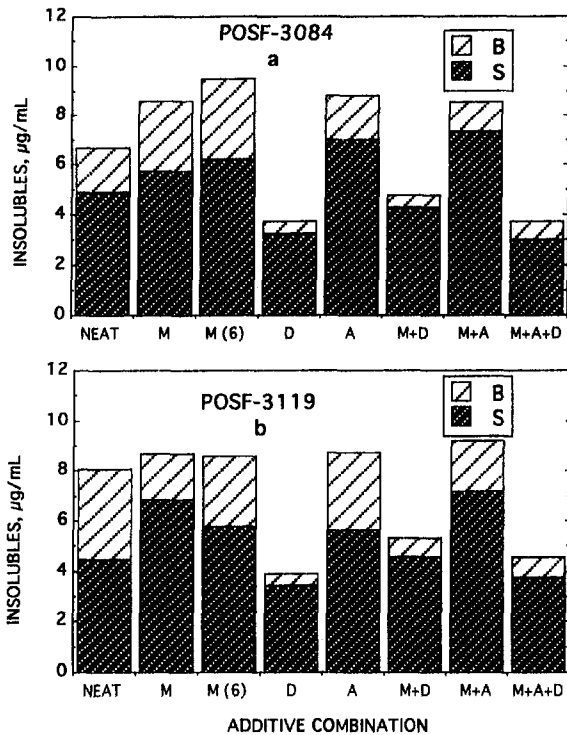 12
10
8
6
4
2
0
INSOLUBLES, µg/mL
POSF-3084
a
B
S
NEAT M M (6) D A M+D M+A M+A+D
12
10
8
6
4
2
0
INSOLUBLES, µg/mL
POSF-3119
b
B
S
NEAT M M (6) D A M+D M+A M+A+D
ADDITIVE COMBINATION